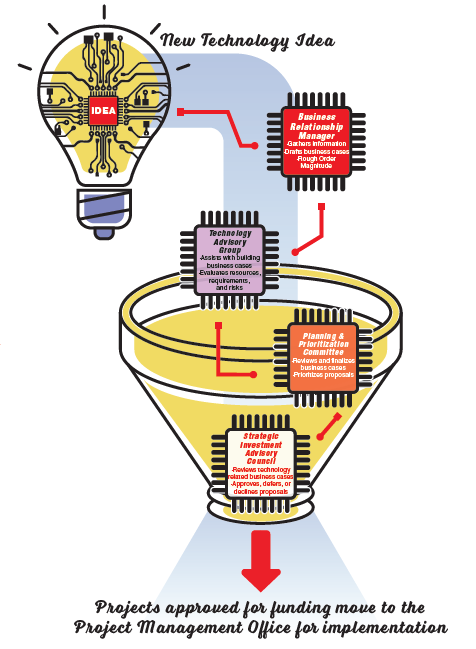 New Technology Idea
IDEA
Business
Relationship
Manager
-Gathers information
-Drafts business cases
-Rough Order
Magnitude
Technology
Advisory
Group
-Assists with building
business cases
-Evaluates resources,
requirements,
and risks
Planning &
Prioritization
Committee
-Reviews and finalizes
business cases
-Prioritizes proposals
Strategic
Investment
Advisory
Council
-Reviews technology
related business cases
-Approves, defers, or
declines proposals
Projects approved for funding move to the
Project Management Office for implementation